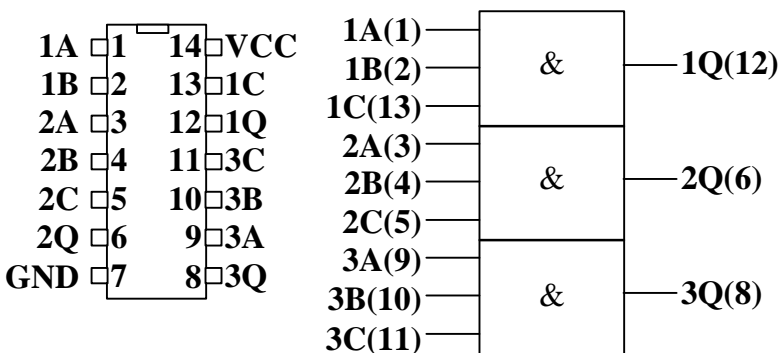 1A 1 14 VCC
1B 2 13 1C
2A 3 12 1Q
2B 4 11 3C
2C 5 10 3B
2Q 6 9 3A
GND 7 8 3Q
1A(1)
1B(2) & 1Q(12)
1C(13)
2A(3)
2B(4) & 2Q(6)
2C(5)
3A(9)
3B(10) & 3Q(8)
3C(11)